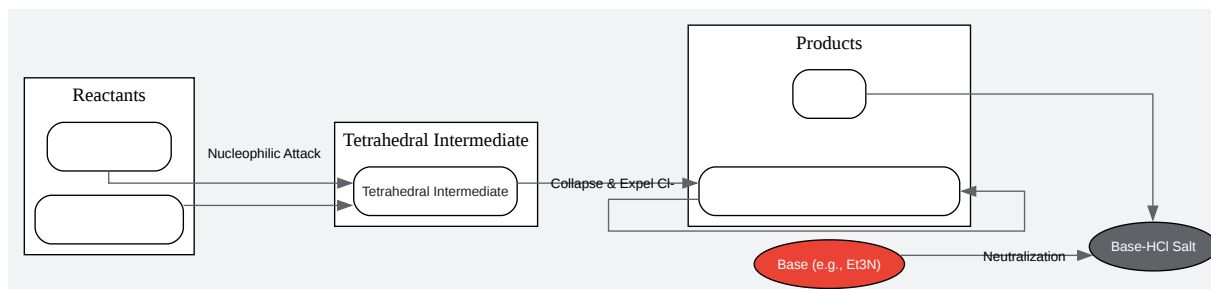 Reactants
Nucleophilic Attack
Tetrahedral Intermediate
Tetrahedral Intermediate
Collapse & Expel Cl-
Products
Base (e.g., Et3N)
Neutralization
Base-HCl Salt